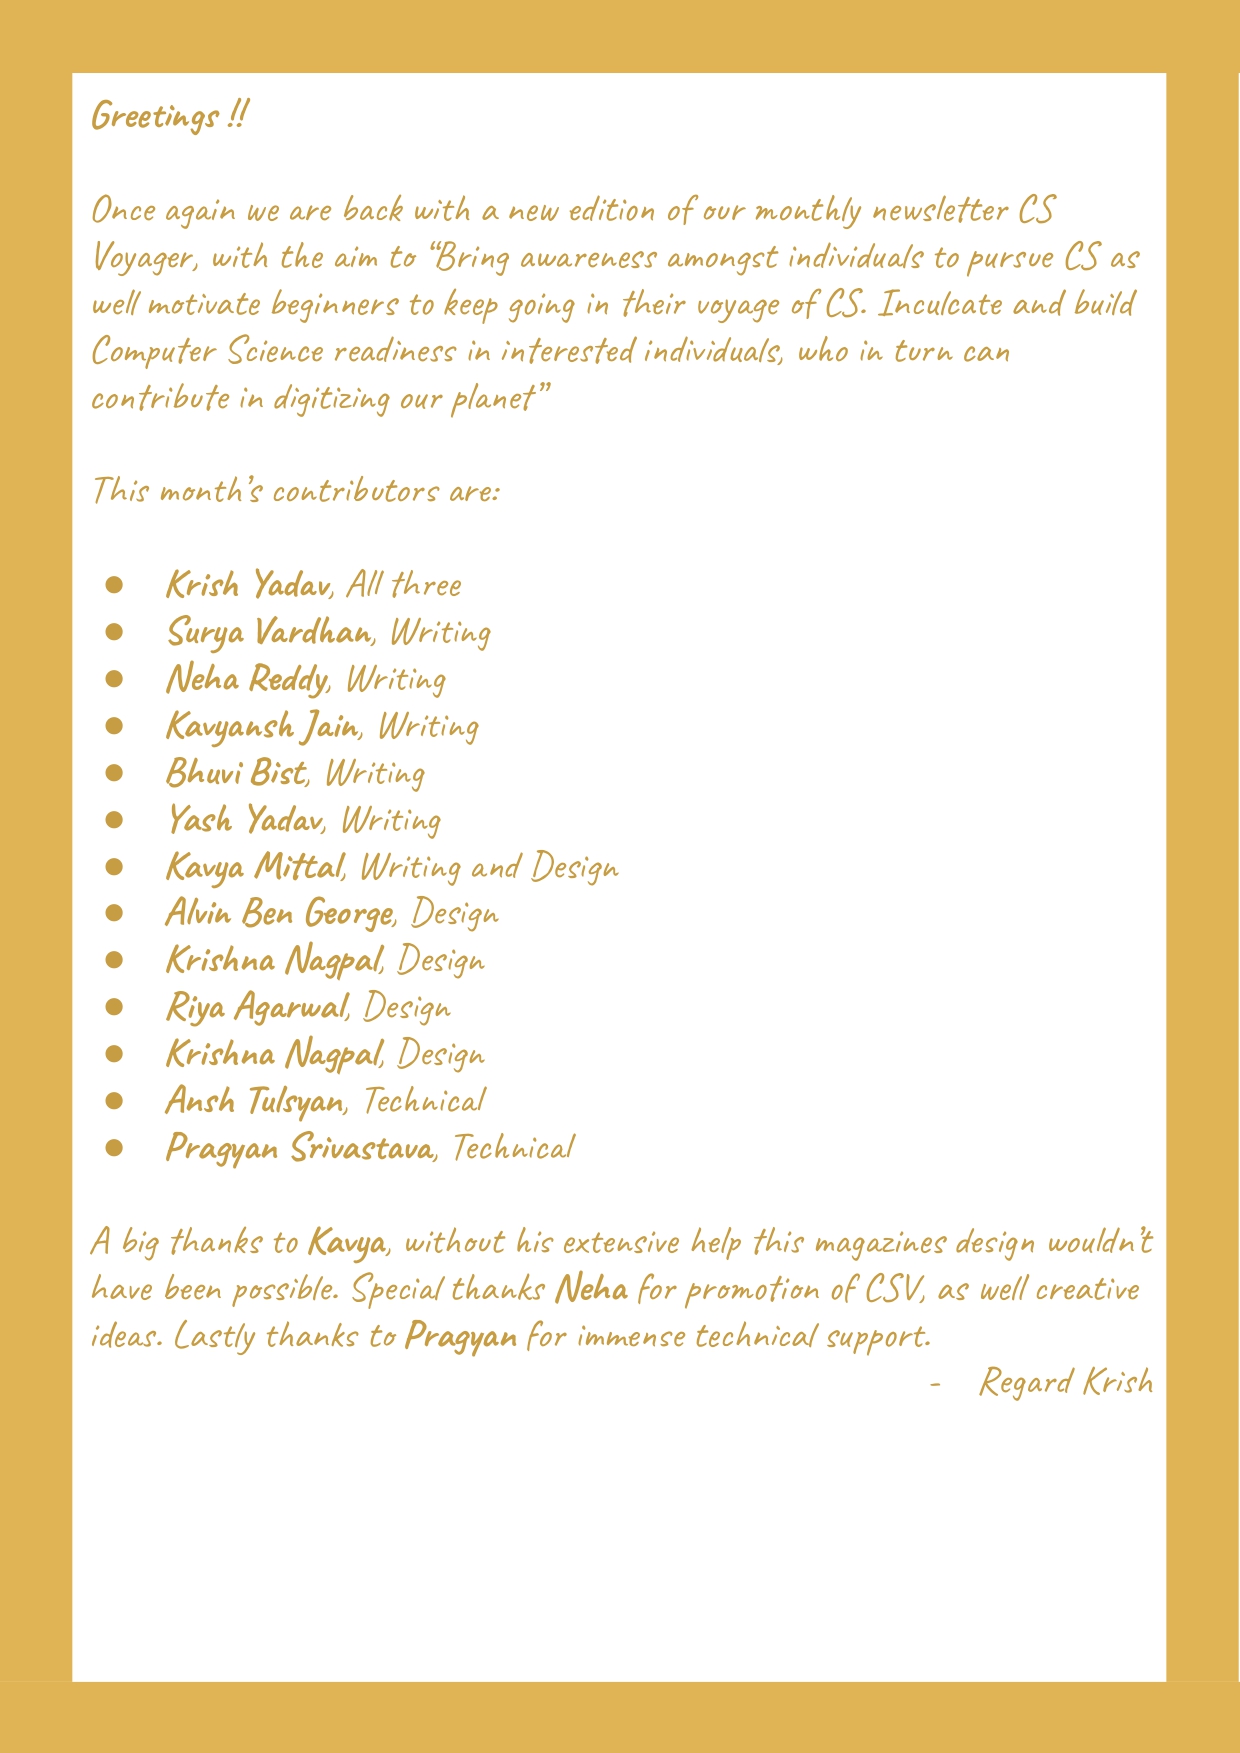 Greetings !!
Once again we are back with a new edition of our monthly newsletter CS
Voyager, with the aim to “Bring awareness amongst individuals to pursue CS as
well motivate beginners to keep going in their voyage of CS. Inculcate and build
Computer Science readiness in interested individuals, who in turn can
contribute in digitizing our planet”
This month’s contributors are:
● Krish Yadav, All three
● Surya Vardhan, Writing
● Neha Reddy, Writing
● Kavyansh Jain, Writing
● Bhuvi Bist, Writing
● Yash Yadav, Writing
● Kavya Mittal, Writing and Design
● Alvin Ben George, Design
● Krishna Nagpal, Design
● Riya Agarwal, Design
● Krishna Nagpal, Design
● Ansh Tulsyan, Technical
● Pragyan Srivastava, Technical
A big thanks to Kavya, without his extensive help this magazines design wouldn’t
have been possible. Special thanks Neha for promotion of CSV, as well creative
ideas. Lastly thanks to Pragyan for immense technical support.
- Regard Krish